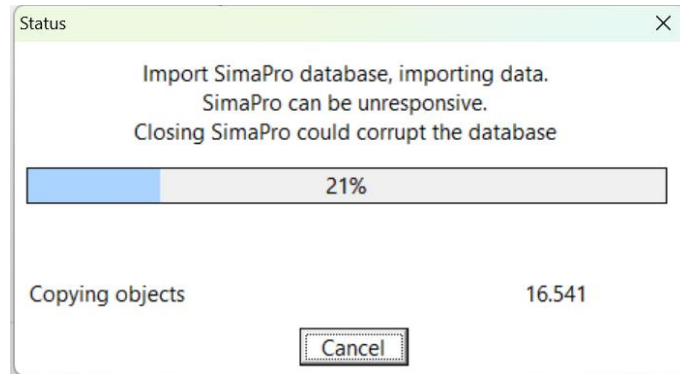 Status
Import SimaPro database, importing data.
SimaPro can be unresponsive.
Closing SimaPro could corrupt the database
21%
Copying objects 16.541
Cancel